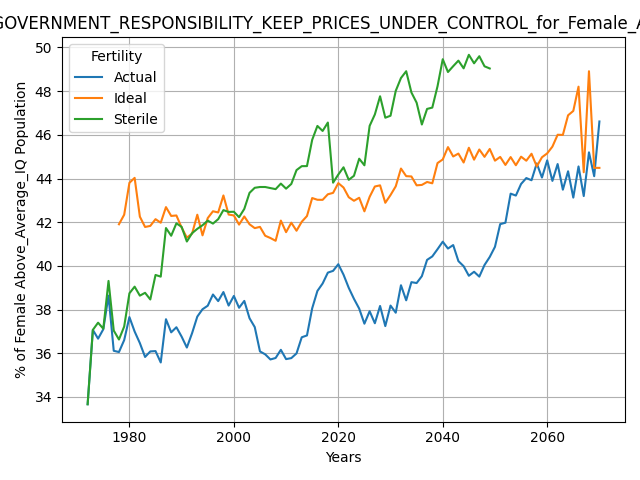 GOVERNMENT_RESPONSIBILITY_KEEP_PRICES_UNDER_CONTROL_for_Female_A
Fertility
Actual
Ideal
Sterile
% of Female Above_Average_IQ Population
50
48
46
44
42
40
38
36
34
1980
2000
2020
2040
2060
Years